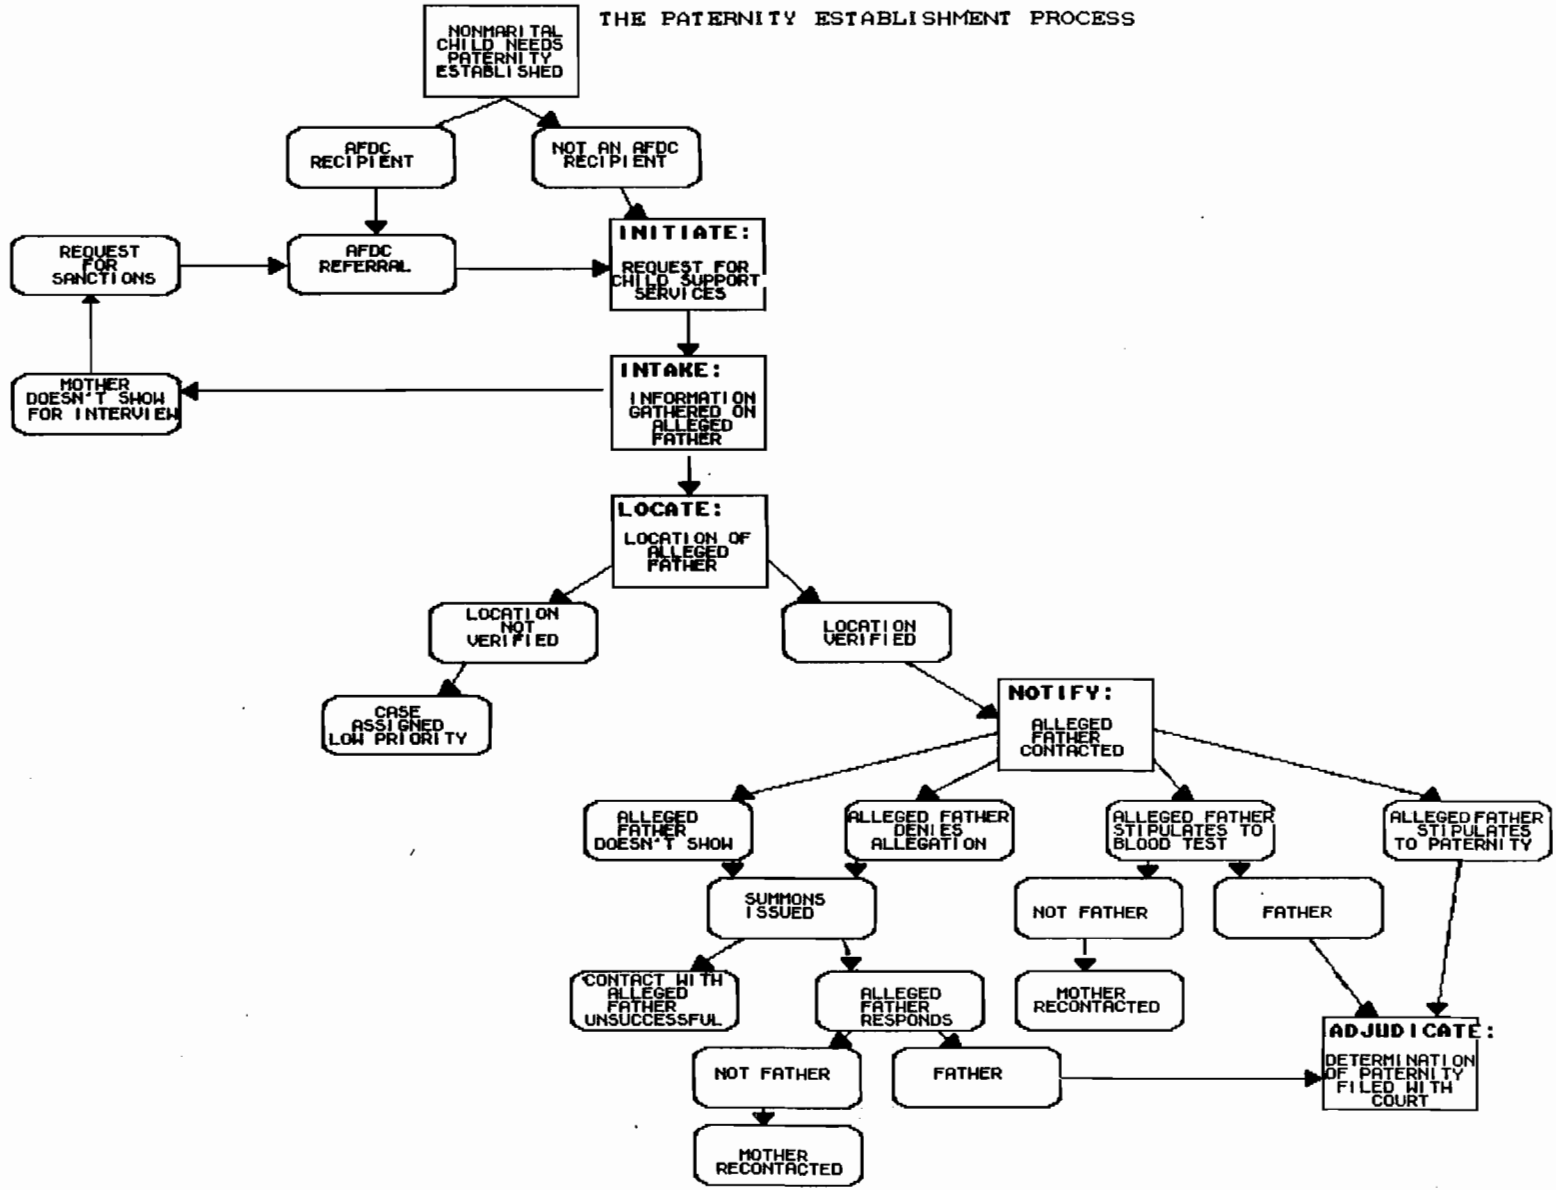 THE PATERNITY ESTABLISHMENT PROCESS
NONMARITAL
CHILD NEEDS
PATERNITY
ESTABLISHED
AFDC
RECIPIENT
NOT AN AFDC
RECIPIENT
REQUEST
FOR
SANCTIONS
AFDC
REFERRAL
INITIATE:
REQUEST FOR
CHILD SUPPORT
SERVICES
MOTHER
DOESN'T SHOW
FOR INTERVIEW
INTAKE:
INFORMATION
GATHERED ON
ALLEGED
FATHER
LOCATE:
LOCATION OF
ALLEGED
FATHER
LOCATION
NOT
VERIFIED
LOCATION
VERIFIED
CASE
ASSIGNED
LOW PRIORITY
NOTIFY:
ALLEGED
FATHER
CONTACTED
ALLEGED
FATHER
DOESN'T SHOW
ALLEGED FATHER
DENIES
ALLEGATION
ALLEGED FATHER
STIPULATES TO
BLOOD TEST
ALLEGED FATHER
STIPULATES
TO PATERNITY
SUMMONS
ISSUED
NOT FATHER
FATHER
CONTACT WITH
ALLEGED
FATHER
UNSUCCESSFUL
ALLEGED
FATHER
RESPONDS
MOTHER
RECONTACTED
ADJUDICATE:
DETERMINATION
OF PATERNITY
FILED WITH
COURT
NOT FATHER
FATHER
MOTHER
RECONTACTED